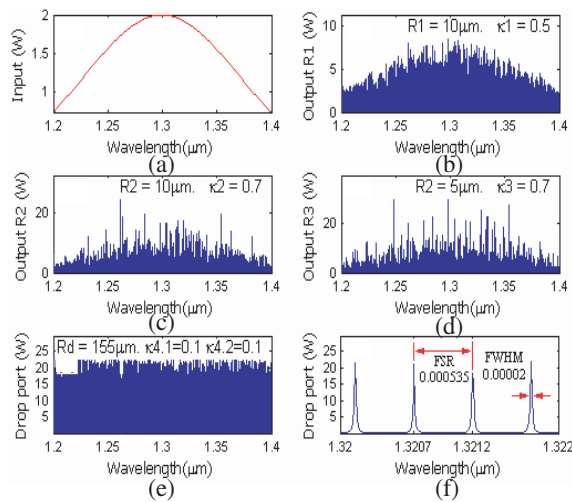 2
1
Input (W)
1.2 1.25 1.3 1.35 1.4
Wavelength(μm)
(a)
R1 = 10μm. κ1 = 0.5
10
5
0
Output R1 (W)
1.2 1.25 1.3 1.35 1.4
Wavelength(μm)
(b)
R2 = 10μm. κ2 = 0.7
20
0
Output R2 (W)
1.2 1.25 1.3 1.35 1.4
Wavelength(μm)
(c)
R2 = 5μm. κ3 = 0.7
20
0
Output R3 (W)
1.2 1.25 1.3 1.35 1.4
Wavelength(μm)
(d)
Rd = 155μm. κ4.1=0.1 κ4.2=0.1
25
20
15
10
5
0
Drop port (W)
1.2 1.25 1.3 1.35 1.4
Wavelength(μm)
(e)
FSR
0.000535
FWHM
0.00002
25
20
15
10
5
0
Drop port (W)
1.32 1.3207 1.3212 1.322
Wavelength(μm)
(f)